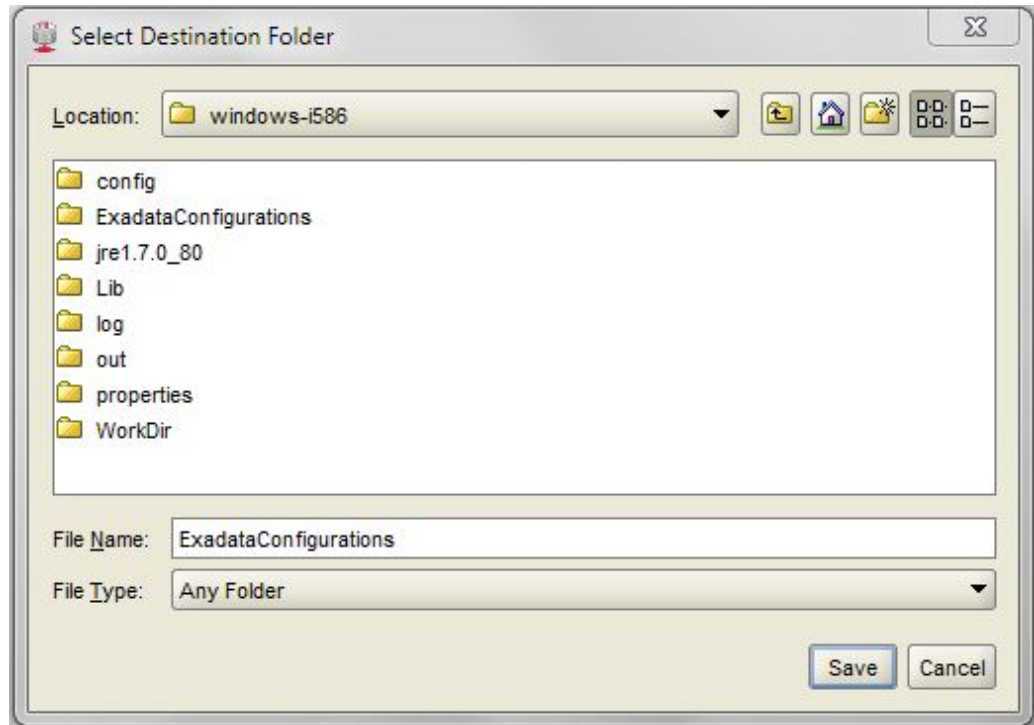 Select Destination Folder
Location: windows-i586
config
ExadataConfigurations
jre1.7.0_80
Lib
log
out
properties
WorkDir
File Name: ExadataConfigurations
File Type: Any Folder
Save Cancel